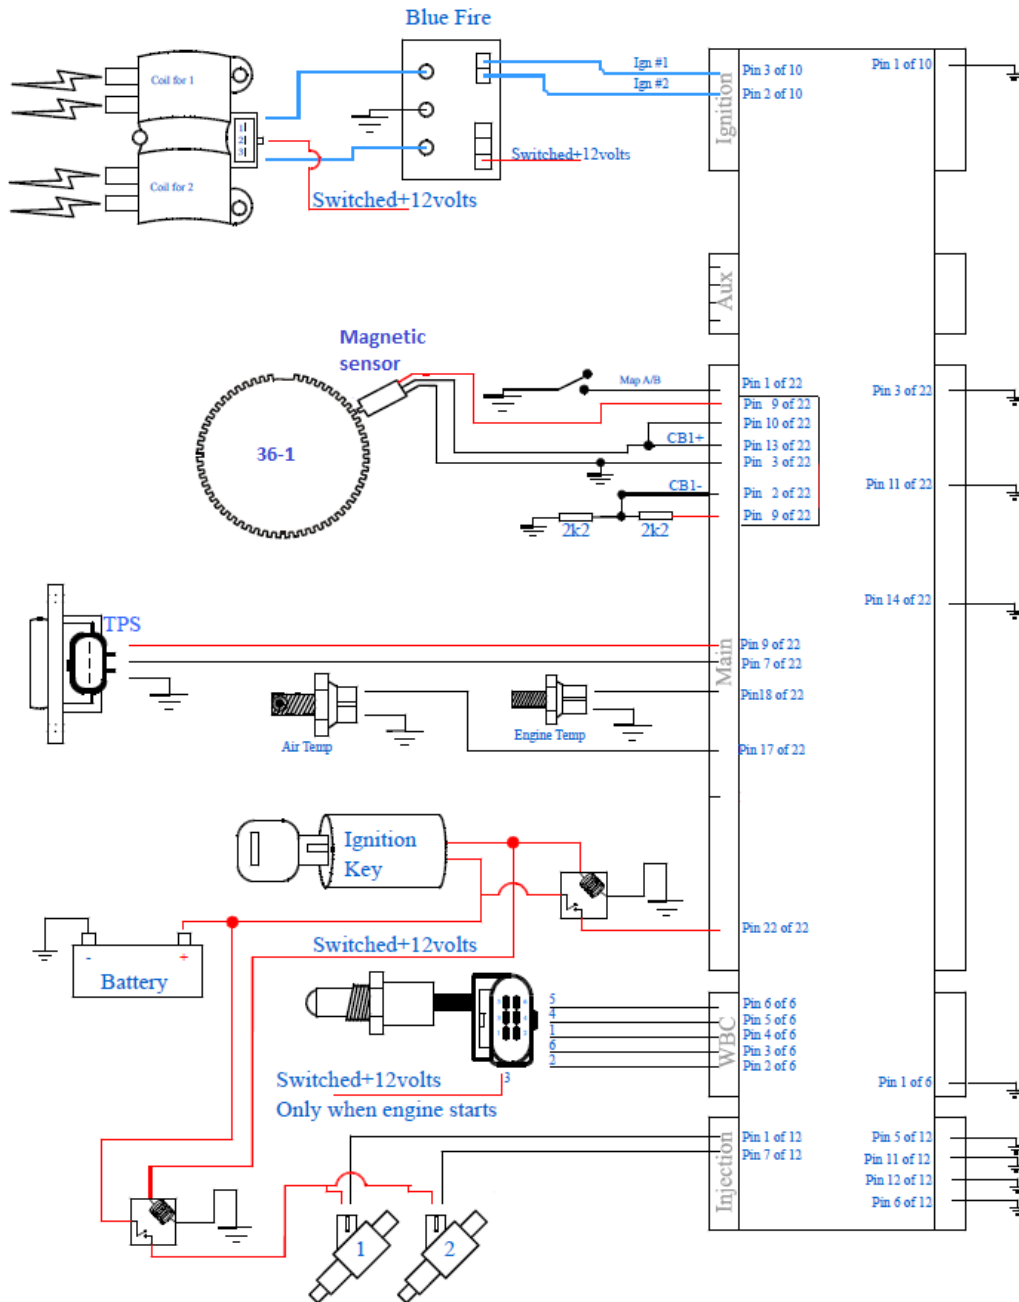 Blue Fire
Coil for 1
1
2
3
Coil for 2
Ign #1
Ign #2
Switched+12volts
Switched+12volts
Ignition
Pin 3 of 10
Pin 2 of 10
Pin 1 of 10
Aux
Magnetic
sensor
36-1
Map A/B
CB1+
CB1-
2k2
2k2
Pin 1 of 22
Pin 9 of 22
Pin 10 of 22
Pin 13 of 22
Pin 3 of 22
Pin 2 of 22
Pin 9 of 22
Pin 3 of 22
Pin 11 of 22
Pin 14 of 22
TPS
Main
Pin 9 of 22
Pin 7 of 22
Pin18 of 22
Pin 17 of 22
Air Temp
Engine Temp
Ignition
Key
Pin 22 of 22
Switched+12volts
- +
Battery
5
4
1
6
2
3
WBC
Pin 6 of 6
Pin 5 of 6
Pin 4 of 6
Pin 3 of 6
Pin 2 of 6
Pin 1 of 6
Switched+12volts
Only when engine starts
Injection
Pin 1 of 12
Pin 7 of 12
Pin 5 of 12
Pin 11 of 12
Pin 12 of 12
Pin 6 of 12
1
2